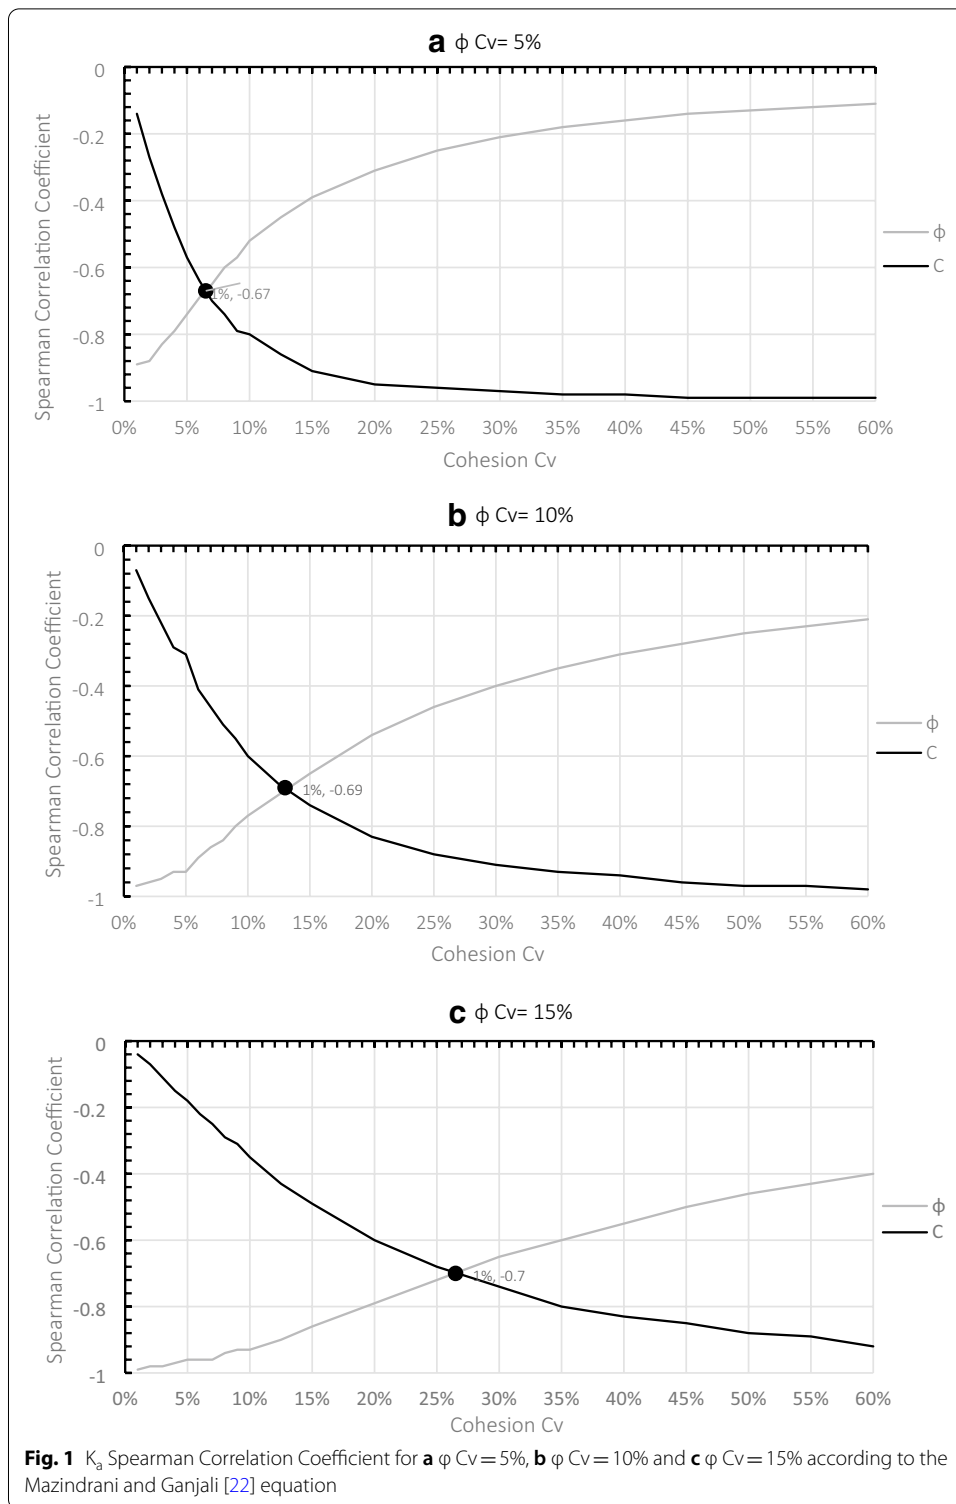 a ϕ Cv= 5%
Spearman Correlation Coefficient
0
-0.2
-0.4
-0.6
-0.8
-1
1%, -0.67
ϕ
C
0% 5% 10% 15% 20% 25% 30% 35% 40% 45% 50% 55% 60%
Cohesion Cv
b ϕ Cv= 10%
Spearman Correlation Coefficient
0
-0.2
-0.4
-0.6
-0.8
-1
1%, -0.69
ϕ
C
0% 5% 10% 15% 20% 25% 30% 35% 40% 45% 50% 55% 60%
Cohesion Cv
c ϕ Cv= 15%
Spearman Correlation Coefficient
0
-0.2
-0.4
-0.6
-0.8
-1
1%, -0.7
ϕ
C
0% 5% 10% 15% 20% 25% 30% 35% 40% 45% 50% 55% 60%
Cohesion Cv
Fig. 1 Ka Spearman Correlation Coefficient for a φ Cv = 5%, b φ Cv = 10% and c φ Cv = 15% according to the
Mazindrani and Ganjali [22] equation